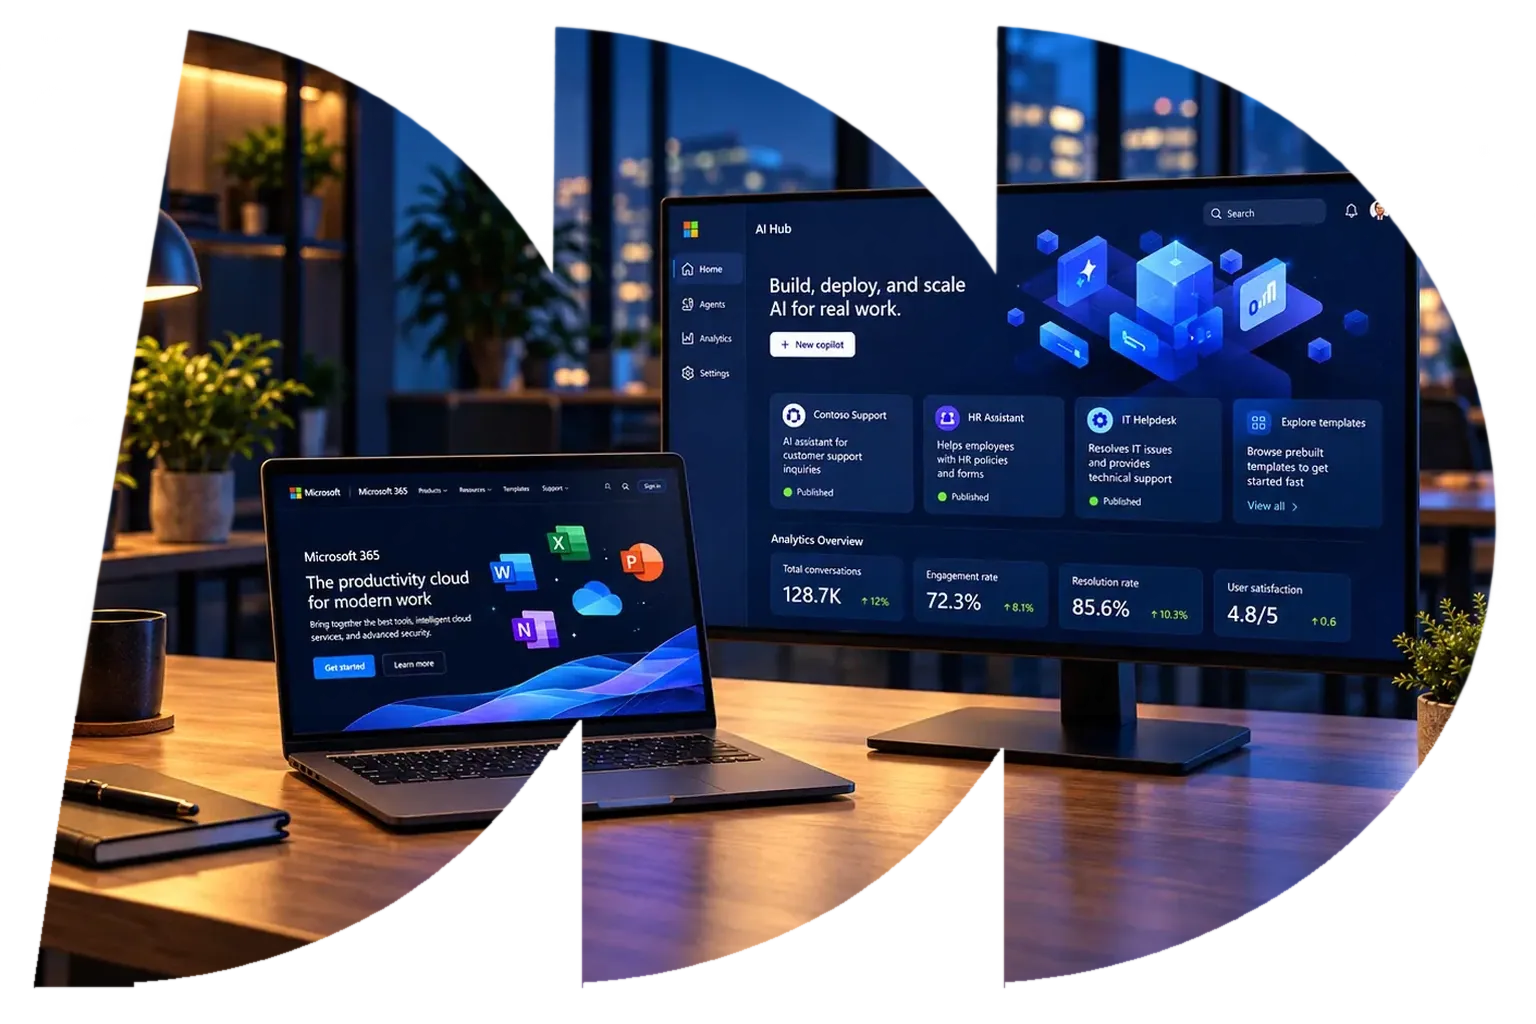 AI Hub
Search
Home
Agents
Analytics
Settings
Build, deploy, and scale
AI for real work.
+ New copilot
Contoso Support
AI assistant for
customer support
inquiries
Published
HR Assistant
Helps employees
with HR policies
and forms
Published
IT Helpdesk
Resolves IT issues
and provides
technical support
Published
Explore templates
Browse prebuilt
templates to get
started fast
View all >
Analytics Overview
Total conversations
128.7K ↑ 12%
Engagement rate
72.3% ↑ 8.1%
Resolution rate
85.6% ↑ 10.3%
User satisfaction
4.8/5 ↑ 0.6
Microsoft | Microsoft 365 Products Resources Templates Support Sign in
Microsoft 365
The productivity cloud
for modern work
Bring together the best tools, intelligent cloud
services, and advanced security.
Get started Learn more
W
X
P
N